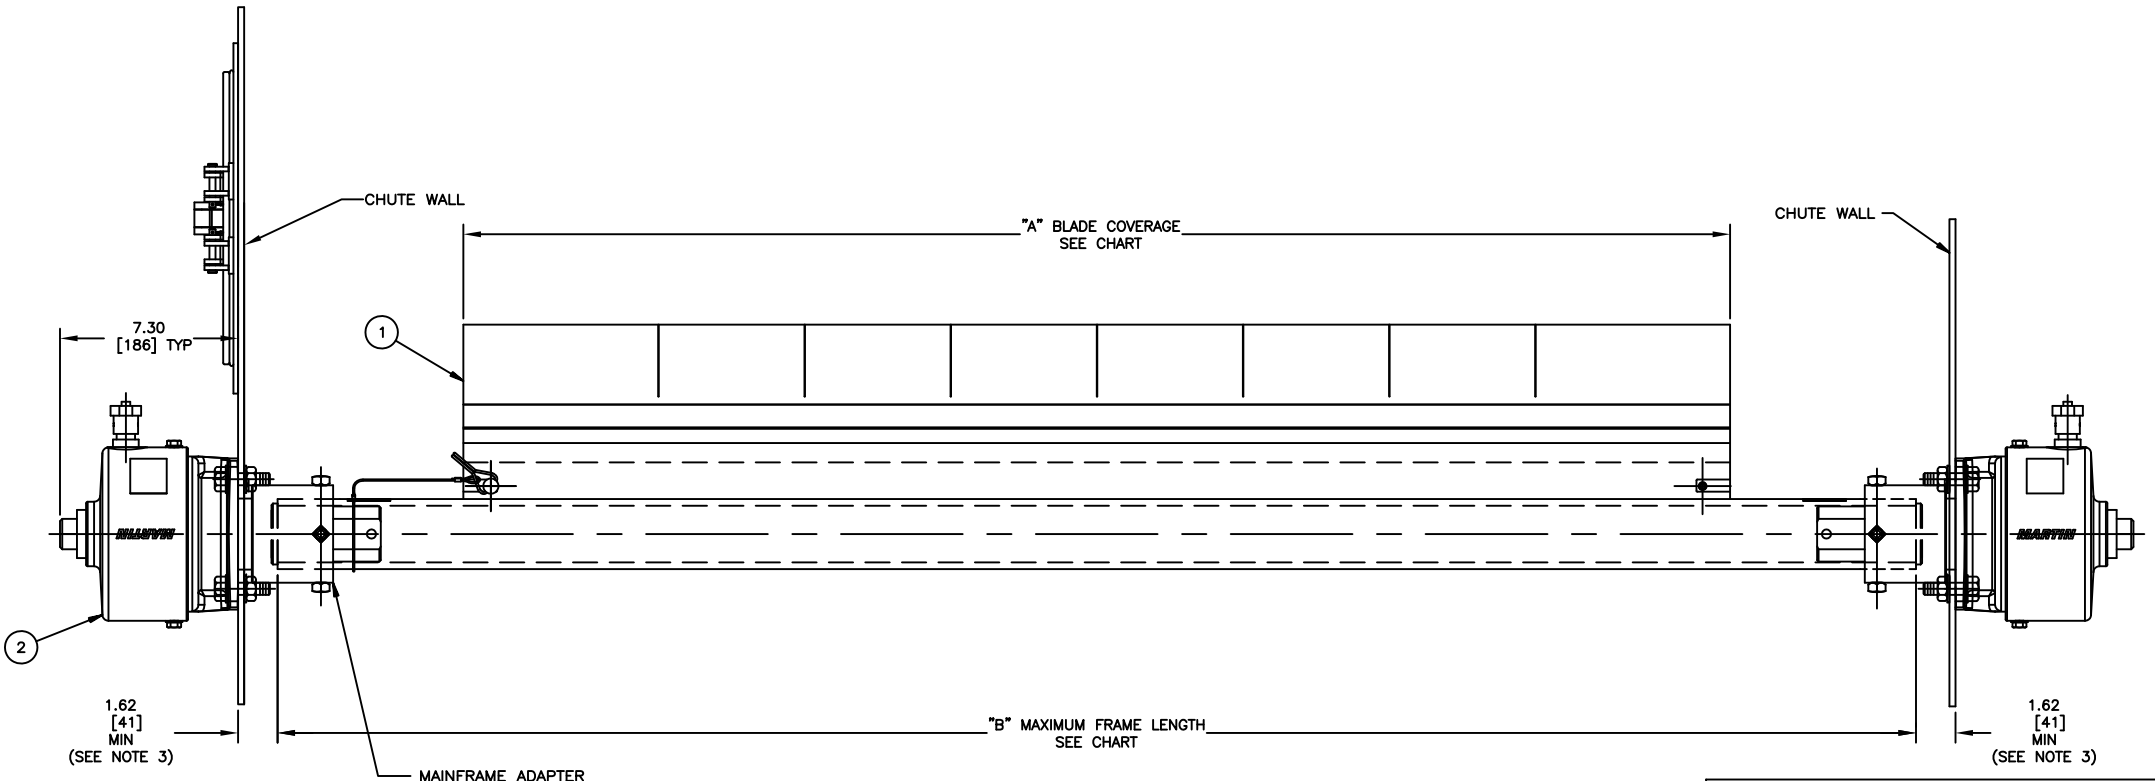 CHUTE WALL
"A" BLADE COVERAGE
SEE CHART
CHUTE WALL
7.30
[186] TYP
1
MARTIN
MARTIN
2
1.62
[41]
MIN
(SEE NOTE 3)
"B" MAXIMUM FRAME LENGTH
SEE CHART
1.62
[41]
MIN
(SEE NOTE 3)
MAINFRAME ADAPTER